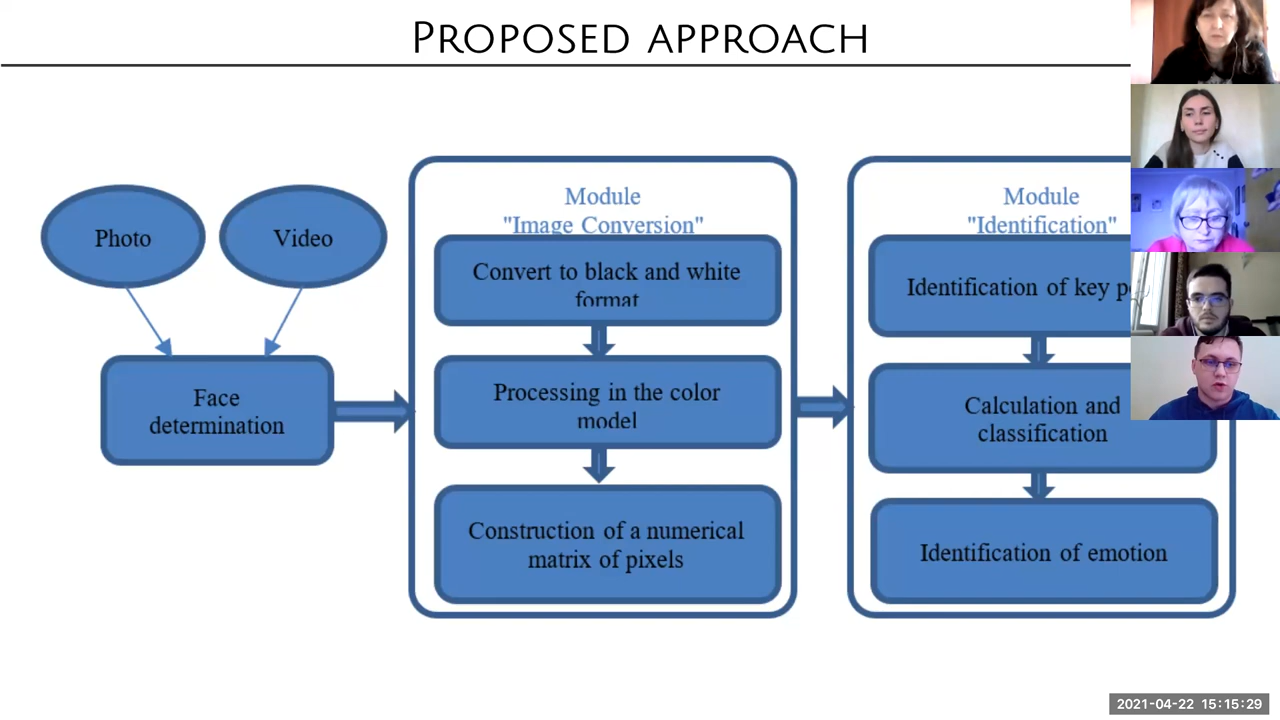 PROPOSED APPROACH
Photo
Video
Face
determination
Module
"Image Conversion"
Convert to black and white
format
Processing in the color
model
Construction of a numerical
matrix of pixels
Module
"Identification"
Identification of key
Calculation and
classification
Identification of emotion
2021-04-22 15:15:29